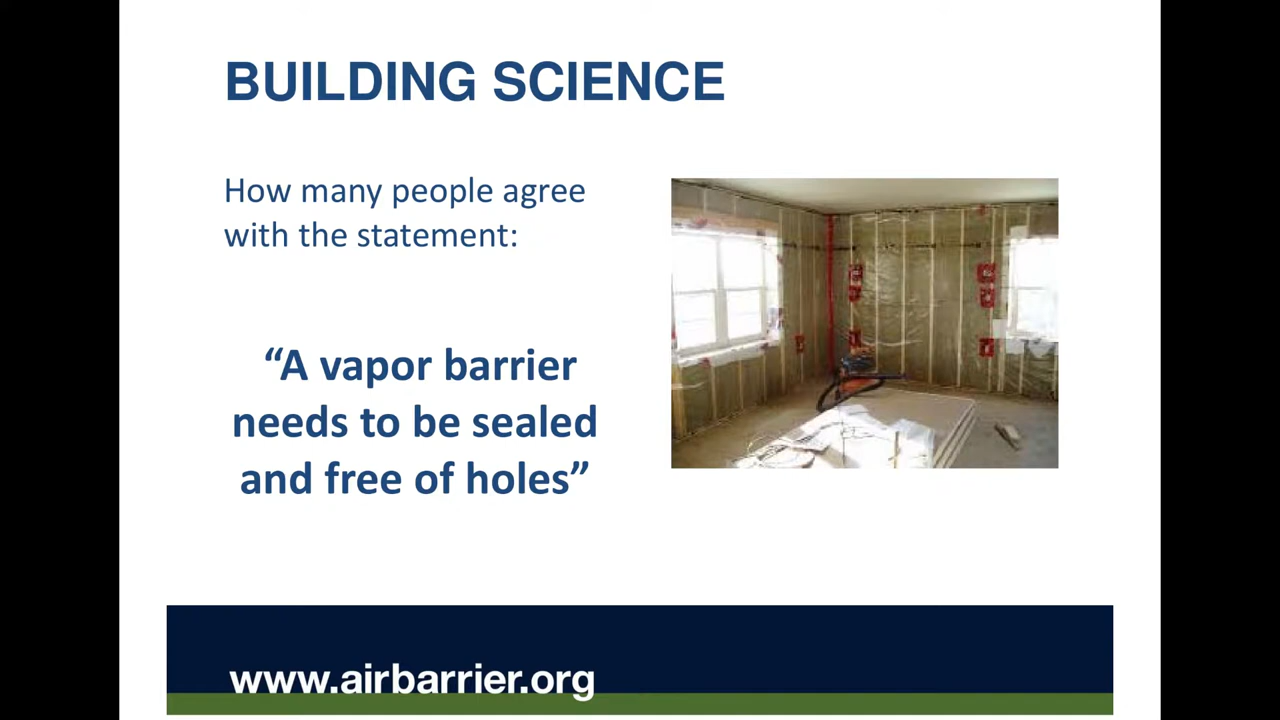 BUILDING SCIENCE
How many people agree
with the statement:
“A vapor barrier
needs to be sealed
and free of holes”
www.airbarrier.org